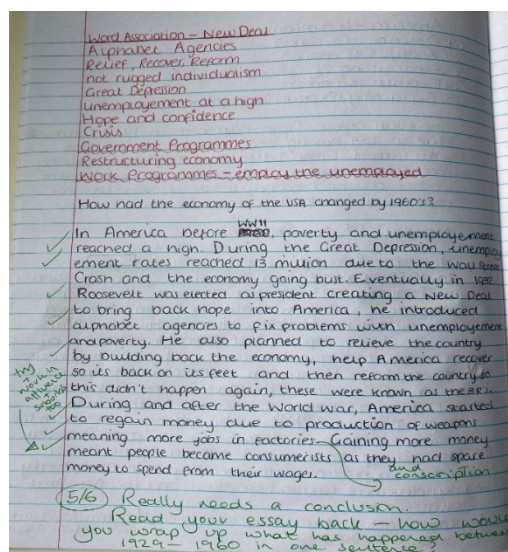 Word Association - New Deal
Alphabet Agencies
Relief, Recover, Reform
not rugged individualism
Great Depression
unemployement at a high
Hope and confidence
Crisis
Government Programmes
Restructuring economy
Work Programmes - employ the unemployed
How had the economy of the USA changed by 1960's?
In America before WWII, poverty and unemployement
reached a high. During the Great Depression, unemploy
ement rates reached 13 million due to the Wall Street
Crash and the economy going bust. Eventually in 1932
Roosevelt was elected as president creating a New Deal
to bring back hope into America, he introduced
alphabet agencies to fix problems with unemployement
and poverty. He also planned to relieve the country
by building back the economy, help America recover
so its back on its feet and then reform the country so
this didn't happen again, these were known as the 3R's.
During and after the World War, America started
to regain money due to production of weapons
meaning more jobs in factories. Gaining more money
meant people became consumerists as they had spare
money to spend from their wages.
and
conscription
try
to
work in
affluence
+
suburbs
too
5/6 Really needs a conclusion.
Read your essay back - how would
you wrap up what has happened between
1929-1960 in one sentence